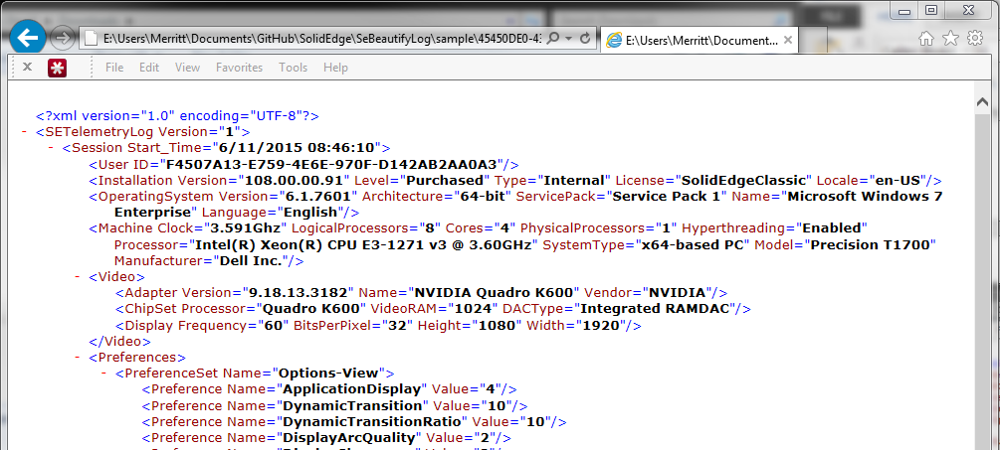 E:\Users\Merritt\Documents\GitHub\SolidEdge\SeBeautifyLog\sample\45450DE0-43
E:\Users\Merritt\Document...
File Edit View Favorites Tools Help
<?xml version="1.0" encoding="UTF-8"?>
- <SETelemetryLog Version="1">
- <Session Start_Time="6/11/2015 08:46:10">
<User ID="F4507A13-E759-4E6E-970F-D142AB2AA0A3"/>
<Installation Version="108.00.00.91" Level="Purchased" Type="Internal" License="SolidEdgeClassic" Locale="en-US"/>
<OperatingSystem Version="6.1.7601" Architecture="64-bit" ServicePack="Service Pack 1" Name="Microsoft Windows 7
Enterprise" Language="English"/>
<Machine Clock="3.591Ghz" LogicalProcessors="8" Cores="4" PhysicalProcessors="1" Hyperthreading="Enabled"
Processor="Intel(R) Xeon(R) CPU E3-1271 v3 @ 3.60GHz" SystemType="x64-based PC" Model="Precision T1700"
Manufacturer="Dell Inc."/>
- <Video>
<Adapter Version="9.18.13.3182" Name="NVIDIA Quadro K600" Vendor="NVIDIA"/>
<ChipSet Processor="Quadro K600" VideoRAM="1024" DACType="Integrated RAMDAC"/>
<Display Frequency="60" BitsPerPixel="32" Height="1080" Width="1920"/>
</Video>
- <Preferences>
- <PreferenceSet Name="Options-View">
<Preference Name="ApplicationDisplay" Value="4"/>
<Preference Name="DynamicTransition" Value="10"/>
<Preference Name="DynamicTransitionRatio" Value="10"/>
<Preference Name="DisplayArcQuality" Value="2"/>